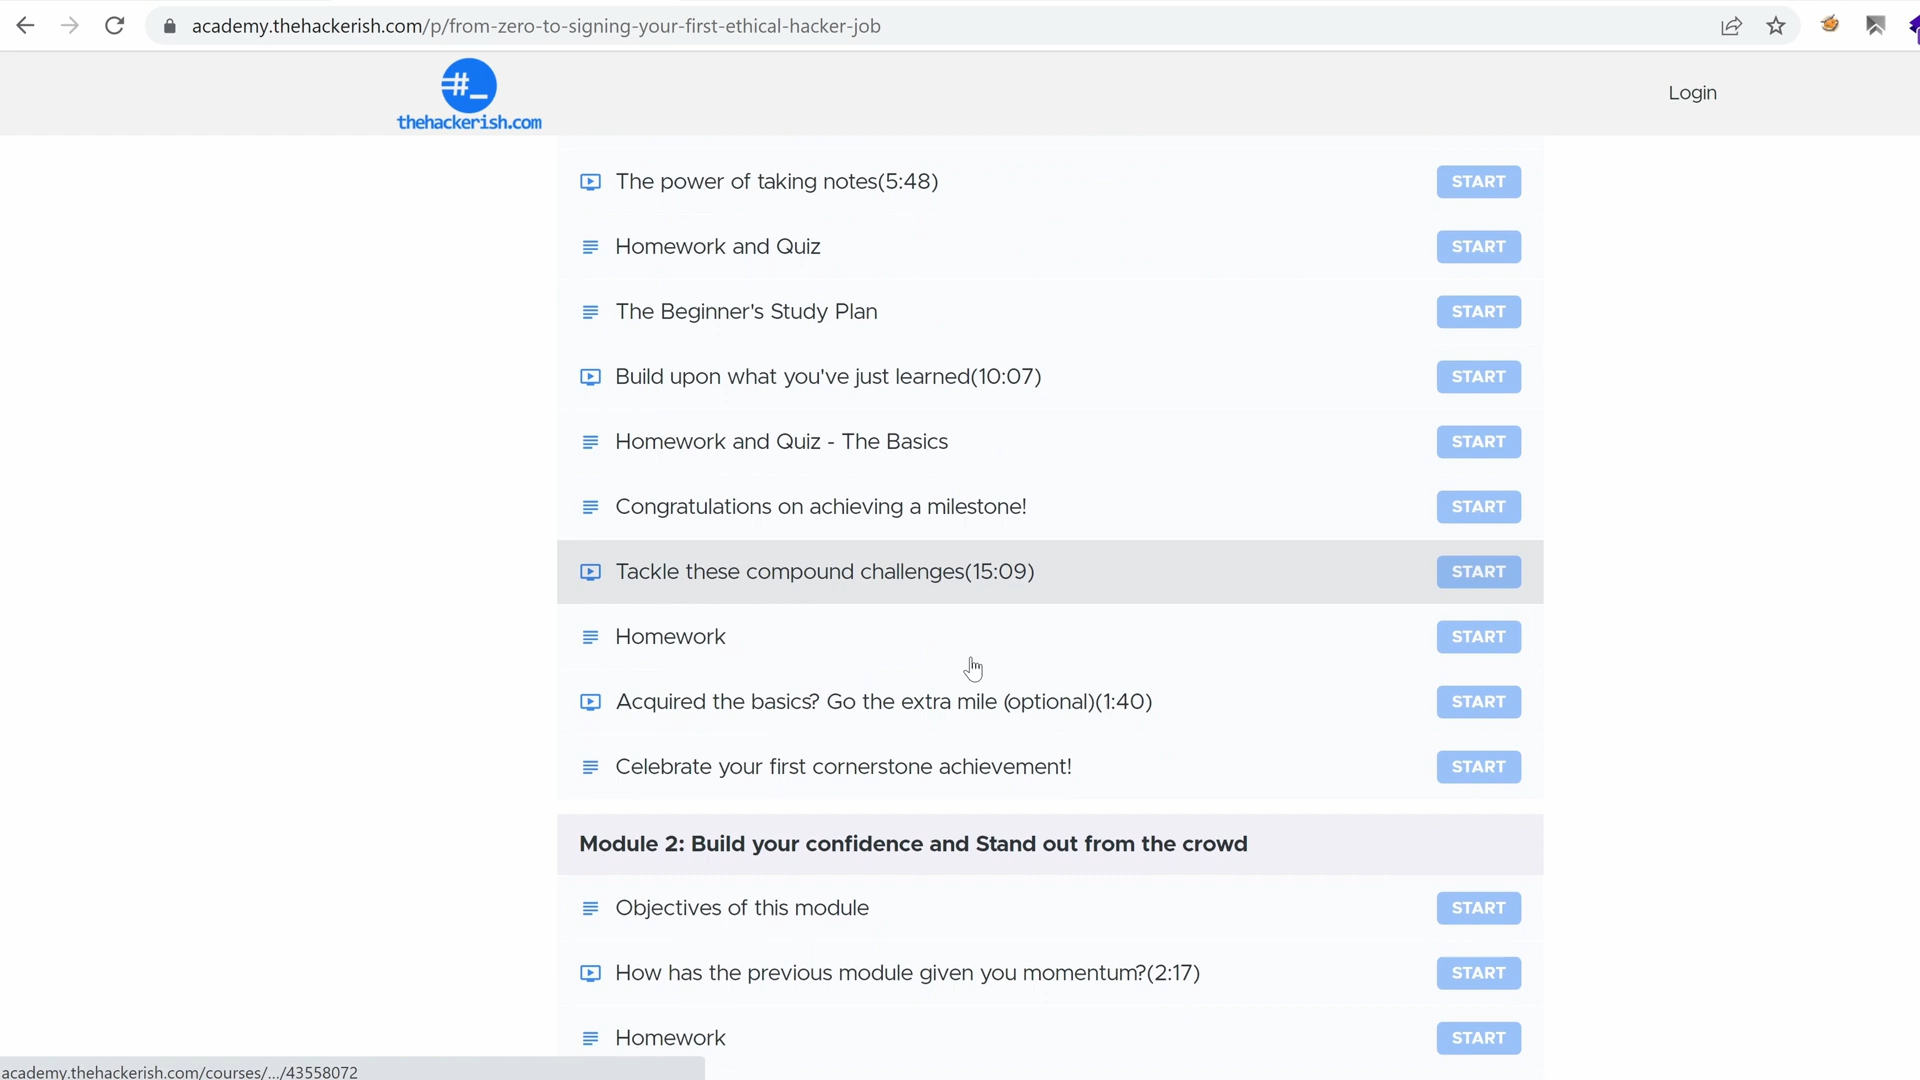 academy.thehackerish.com/p/from-zero-to-signing-your-first-ethical-hacker-job
#_
thehackerish.com
Login
The power of taking notes(5:48)
START
Homework and Quiz
START
The Beginner's Study Plan
START
Build upon what you've just learned(10:07)
START
Homework and Quiz - The Basics
START
Congratulations on achieving a milestone!
START
Tackle these compound challenges(15:09)
START
Homework
START
Acquired the basics? Go the extra mile (optional)(1:40)
START
Celebrate your first cornerstone achievement!
START
Module 2: Build your confidence and Stand out from the crowd
Objectives of this module
START
How has the previous module given you momentum?(2:17)
START
Homework
START
academy.thehackerish.com/courses/.../43558072